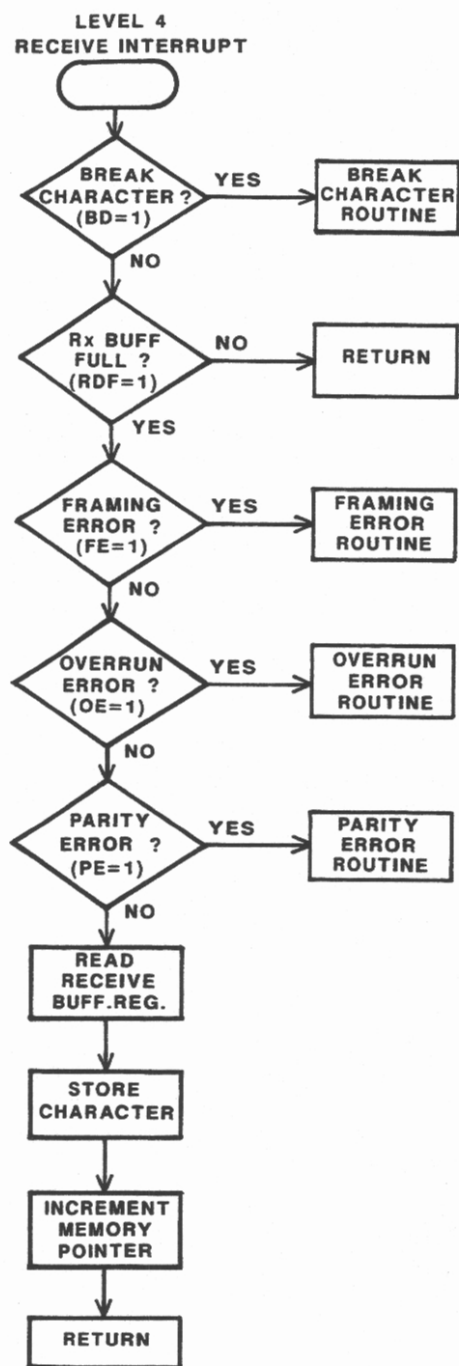 LEVEL 4
RECEIVE INTERRUPT
BREAK
CHARACTER ?
(BD=1)
YES
BREAK
CHARACTER
ROUTINE
NO
Rx BUFF
FULL ?
(RDF=1)
NO
RETURN
YES
FRAMING
ERROR ?
(FE=1)
YES
FRAMING
ERROR
ROUTINE
NO
OVERRUN
ERROR ?
(OE=1)
YES
OVERRUN
ERROR
ROUTINE
NO
PARITY
ERROR ?
(PE=1)
YES
PARITY
ERROR
ROUTINE
NO
READ
RECEIVE
BUFF.REG.
STORE
CHARACTER
INCREMENT
MEMORY
POINTER
RETURN